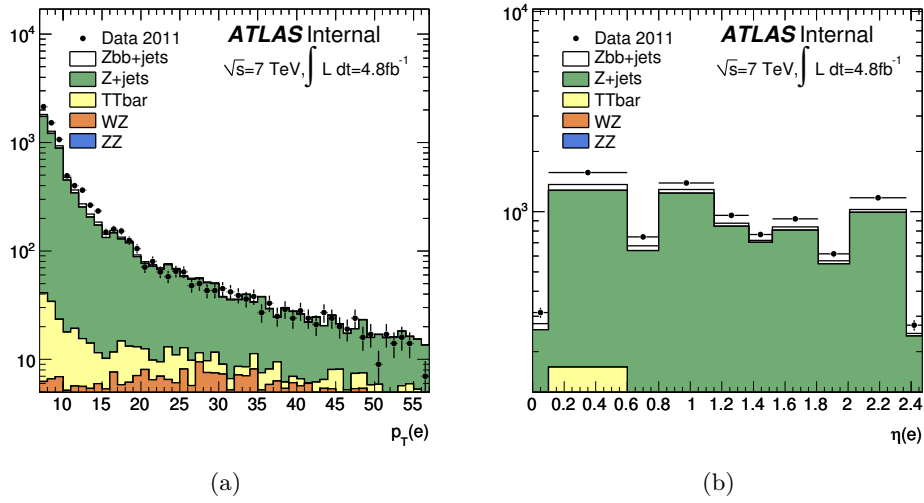 ATLAS Internal
√s=7 TeV, ∫ L dt=4.8fb⁻¹
Data 2011
Zbb+jets
Z+jets
TTbar
WZ
ZZ
10³
10²
10
10 15 20 25 30 35 40 45 50 55
p_T(e)
(a)
10⁴
ATLAS Internal
√s=7 TeV, ∫ L dt=4.8fb⁻¹
Data 2011
Zbb+jets
Z+jets
TTbar
WZ
ZZ
10³
0 0.2 0.4 0.6 0.8 1 1.2 1.4 1.6 1.8 2 2.2 2.4
η(e)
(b)